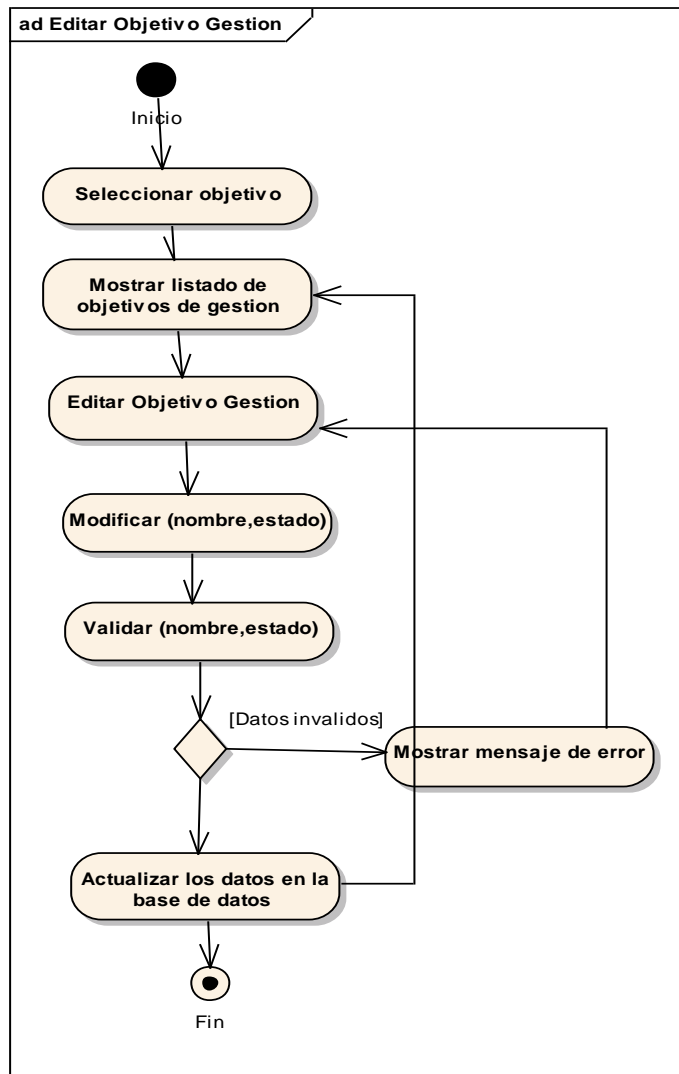 ad Editar Objetivo Gestion
Inicio
Seleccionar objetivo
Mostrar listado de
objetivos de gestion
Editar Objetivo Gestion
Modificar (nombre,estado)
Validar (nombre,estado)
[Datos invalidos]
Mostrar mensaje de error
Actualizar los datos en la
base de datos
Fin